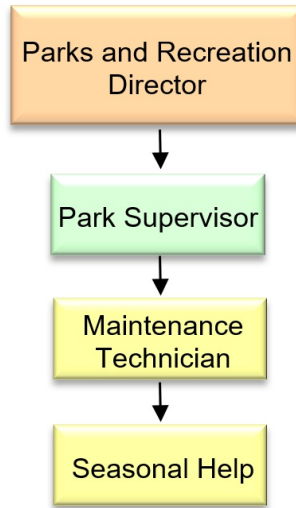 Parks and Recreation
Director
Park Supervisor
Maintenance
Technician
Seasonal Help